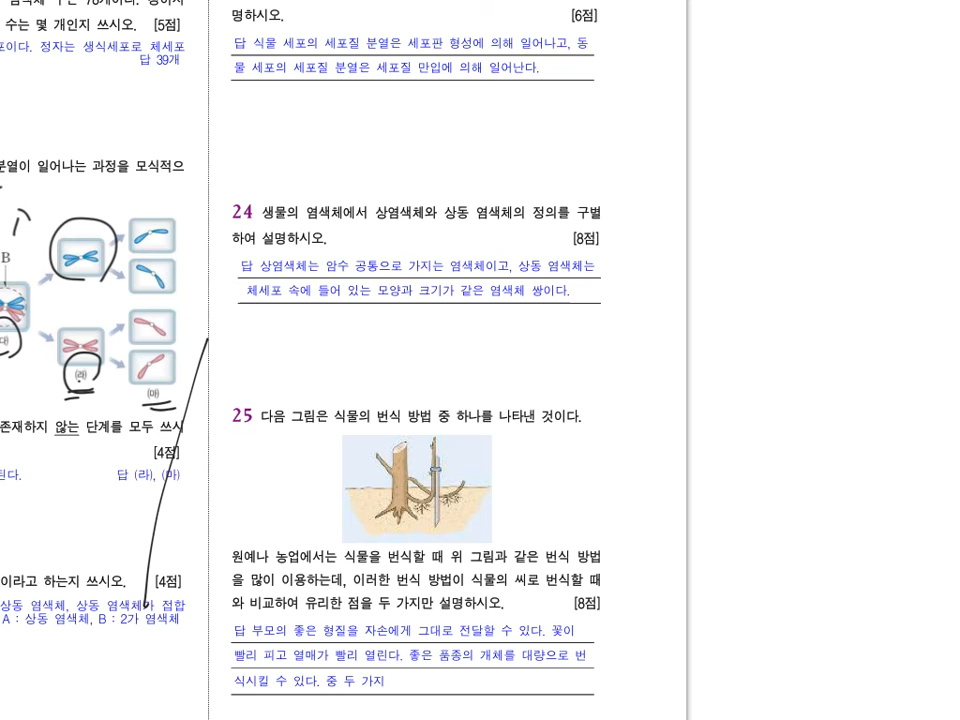 수는 몇 개인지 쓰시오. [5점]
포이다. 정자는 생식세포로 체세포
답 39개
분열이 일어나는 과정을 모식적으
B
(라)
(마)
존재하지 않는 단계를 모두 쓰시
[4점]
된다. 답 (라), (마)
이라고 하는지 쓰시오. [4점]
상동 염색체, 상동 염색체가 접합
A : 상동 염색체, B : 2가 염색체
명하시오. [6점]
답 식물 세포의 세포질 분열은 세포판 형성에 의해 일어나고, 동
물 세포의 세포질 분열은 세포질 만입에 의해 일어난다.
24 생물의 염색체에서 상염색체와 상동 염색체의 정의를 구별
하여 설명하시오. [8점]
답 상염색체는 암수 공통으로 가지는 염색체이고, 상동 염색체는
체세포 속에 들어 있는 모양과 크기가 같은 염색체 쌍이다.
25 다음 그림은 식물의 번식 방법 중 하나를 나타낸 것이다.
원예나 농업에서는 식물을 번식할 때 위 그림과 같은 번식 방법
을 많이 이용하는데, 이러한 번식 방법이 식물의 씨로 번식할 때
와 비교하여 유리한 점을 두 가지만 설명하시오. [8점]
답 부모의 좋은 형질을 자손에게 그대로 전달할 수 있다. 꽃이
빨리 피고 열매가 빨리 열린다. 좋은 품종의 개체를 대량으로 번
식시킬 수 있다. 중 두 가지